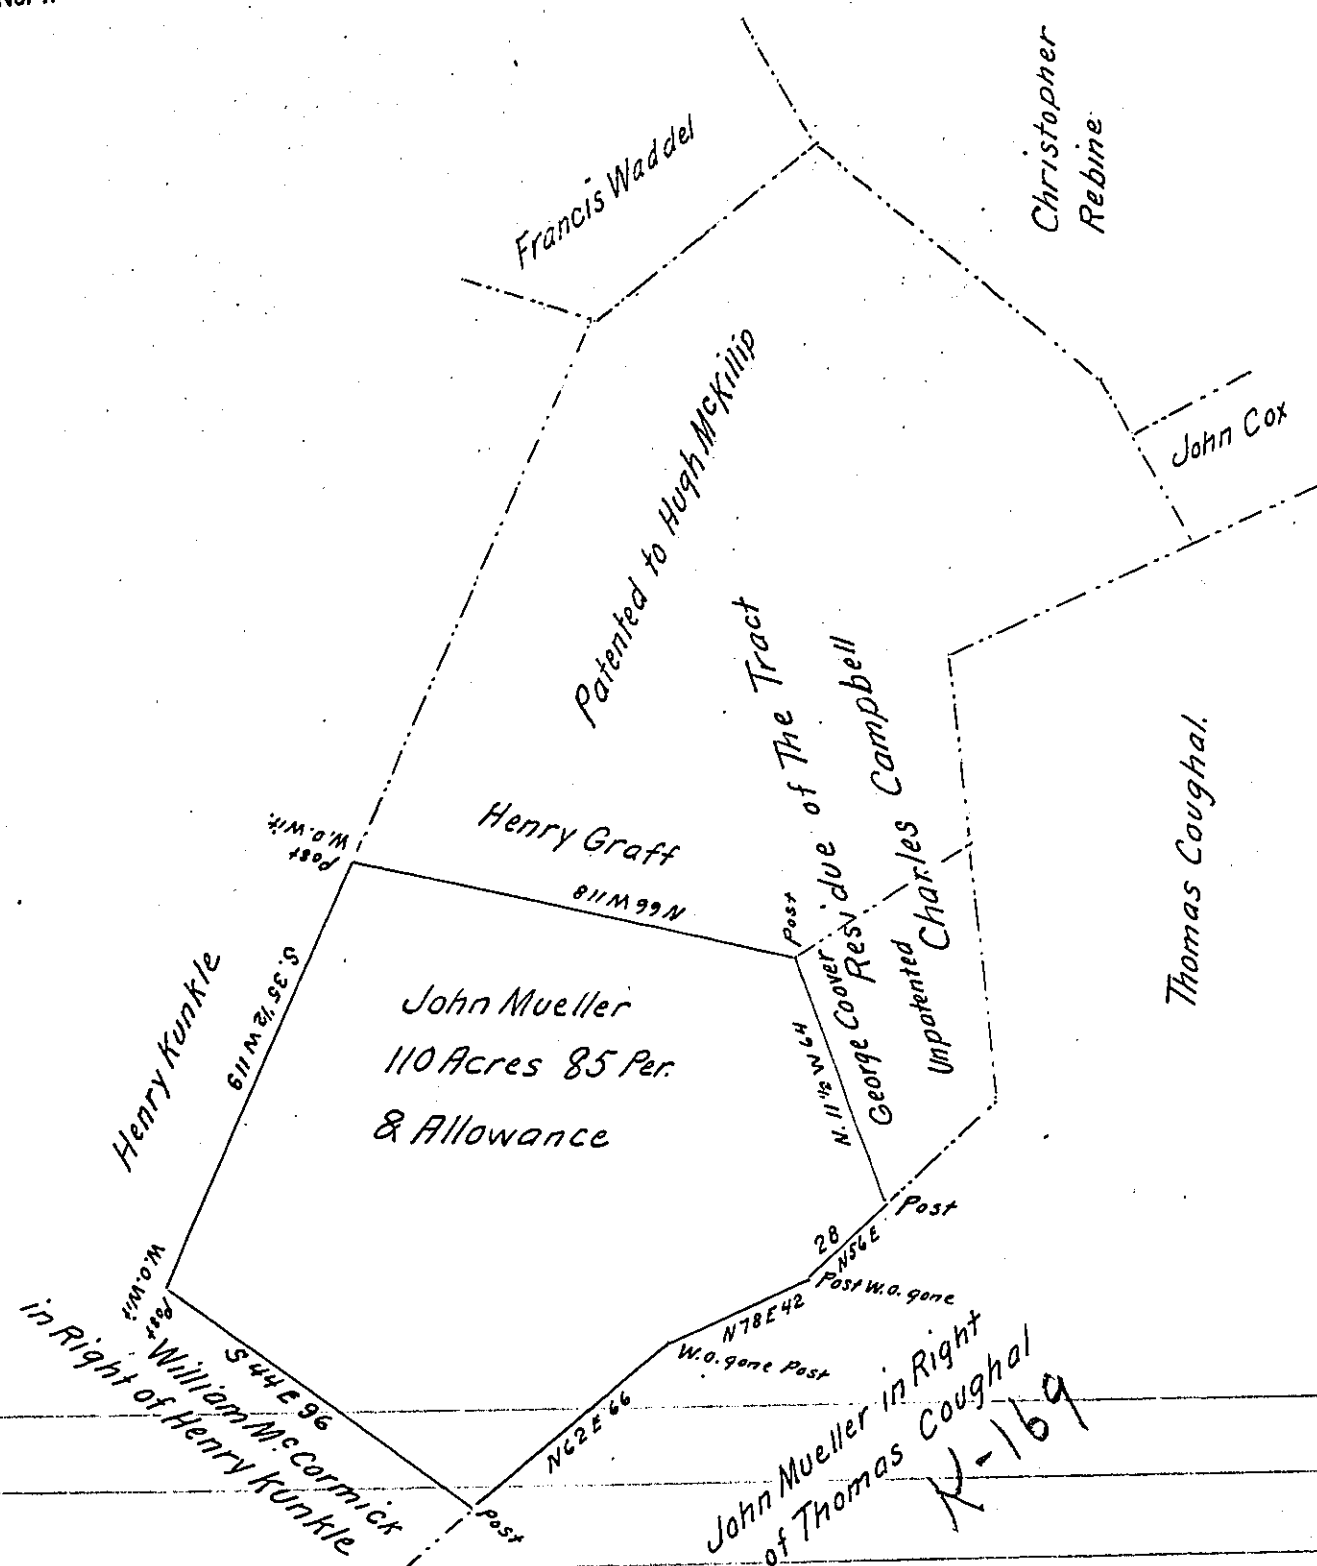 Christopher
Rebine
Francis Waddel
John Cox
Patented to Hugh McKillip
Residue of The Tract
Charles Campbell
Thomas Coughal.
Henry Graff
Post
W.O. Wit.
N66W118
Post
George Coover
Unpatented
S.35½W119
Henry Kunkle
John Mueller
110 Acres 85 Per.
& Allowance
N.11½W64
Post
28
N56E
Post W.O. gone
N78E42
W.O. gone Post
N62E66
W.O. Wit
Post
S44E96
William McCormick
in Right of Henry Kunkle
Post
John Mueller in Right
of Thomas Coughal
K-169